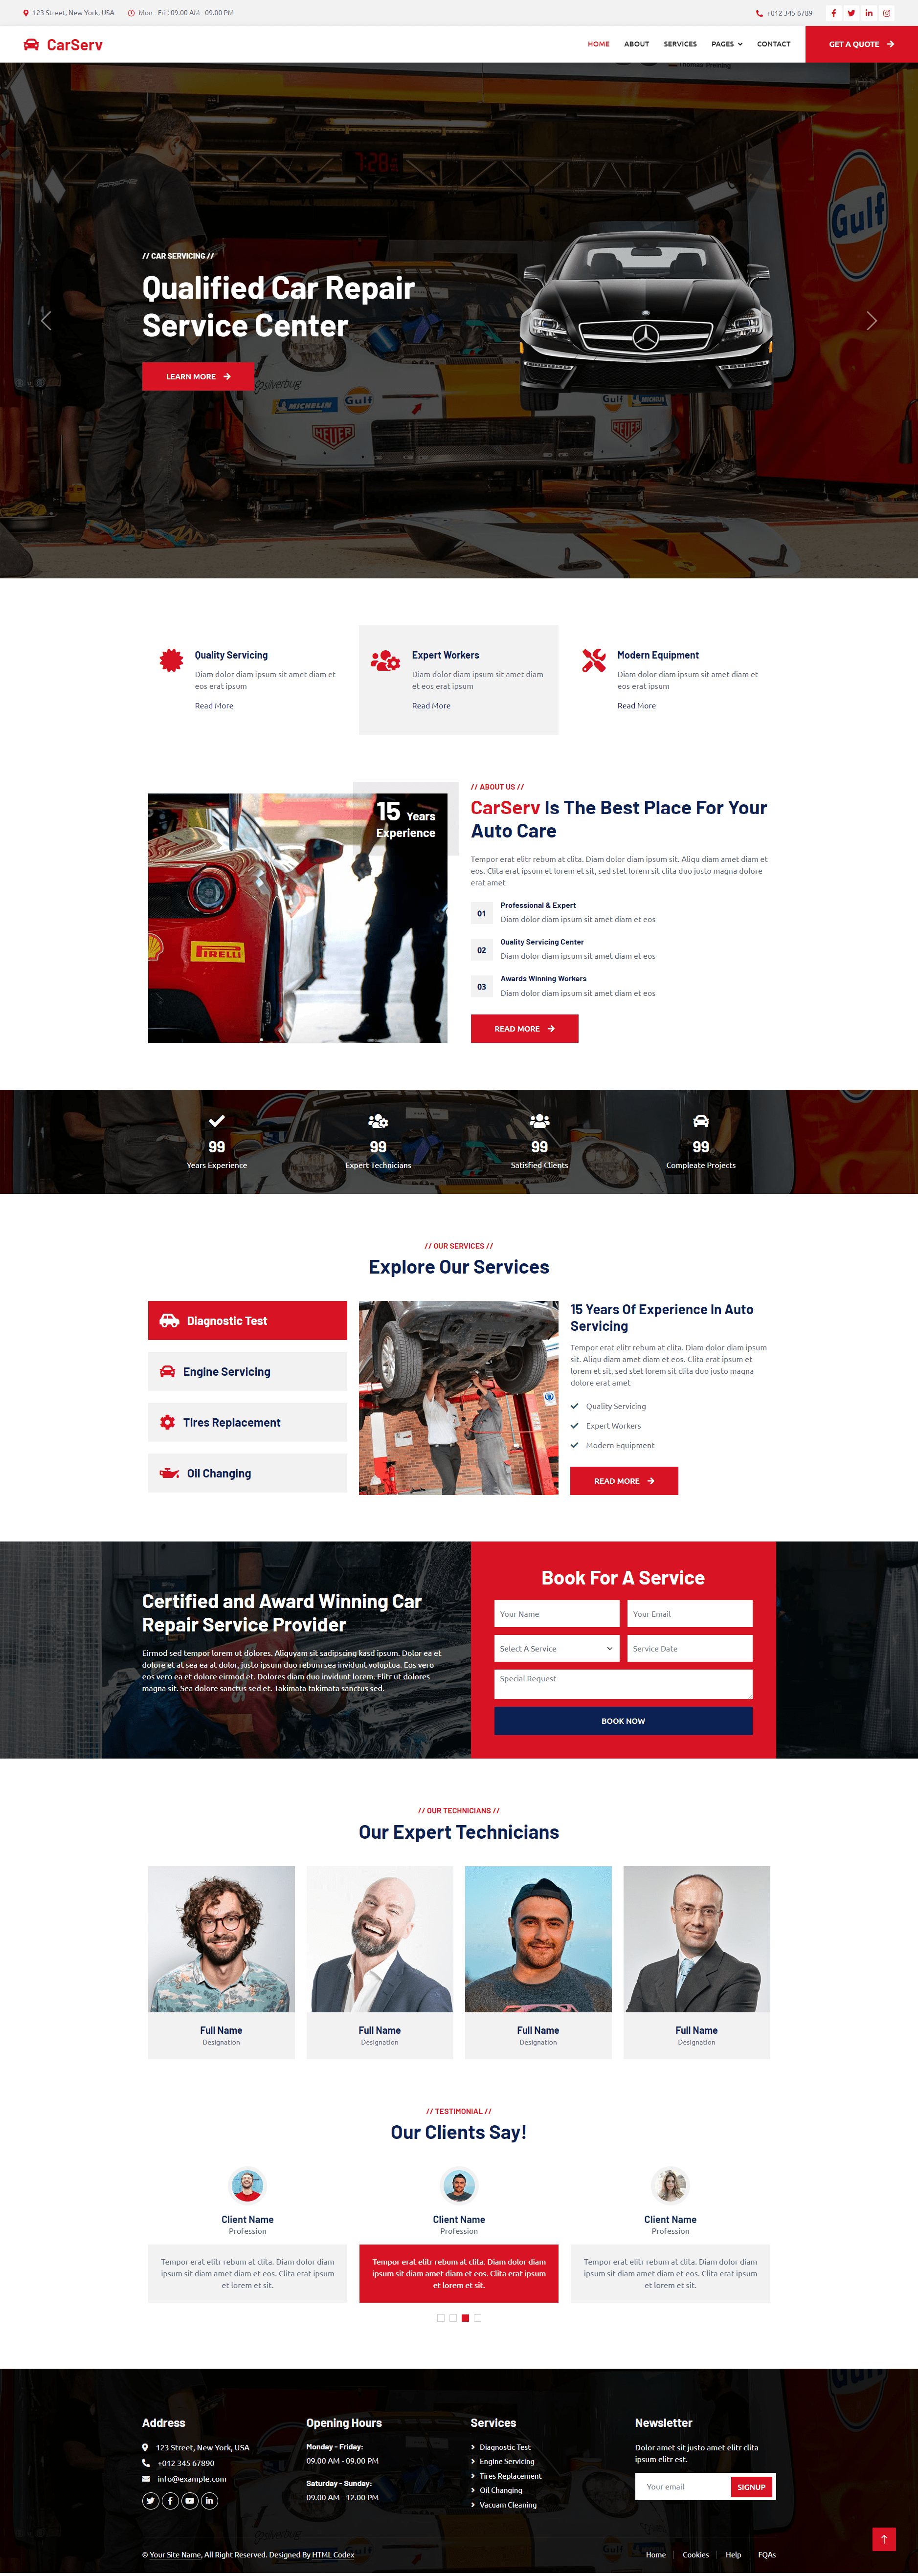 123 Street, New York, USA
Mon - Fri : 09.00 AM - 09.00 PM
+012 345 6789
CarServ
HOME
ABOUT
SERVICES
PAGES
CONTACT
GET A QUOTE
7:28
PORSCHE
Gulf
// CAR SERVICING //
Qualified Car Repair
Service Center
LEARN MORE
MICHELIN
Gulf
Gulf
HEUER
HEUER
Quality Servicing
Diam dolor diam ipsum sit amet diam et
eos erat ipsum
Read More
Expert Workers
Diam dolor diam ipsum sit amet diam
et eos erat ipsum
Read More
Modern Equipment
Diam dolor diam ipsum sit amet diam et
eos erat ipsum
Read More
15 Years
Experience
PIRELLI
// ABOUT US //
CarServ Is The Best Place For Your
Auto Care
Tempor erat elitr rebum at clita. Diam dolor diam ipsum sit. Aliqu diam amet diam et
eos. Clita erat ipsum et lorem et sit, sed stet lorem sit clita duo justo magna dolore
erat amet
01
Professional & Expert
Diam dolor diam ipsum sit amet diam et eos
02
Quality Servicing Center
Diam dolor diam ipsum sit amet diam et eos
03
Awards Winning Workers
Diam dolor diam ipsum sit amet diam et eos
READ MORE
99
Years Experience
99
Expert Technicians
99
Satisfied Clients
99
Compleate Projects
// OUR SERVICES //
Explore Our Services
Diagnostic Test
Engine Servicing
Tires Replacement
Oil Changing
15 Years Of Experience In Auto
Servicing
Tempor erat elitr rebum at clita. Diam dolor diam ipsum
sit. Aliqu diam amet diam et eos. Clita erat ipsum et
lorem et sit, sed stet lorem sit clita duo justo magna
dolore erat amet
Quality Servicing
Expert Workers
Modern Equipment
READ MORE
Certified and Award Winning Car
Repair Service Provider
Eirmod sed tempor lorem ut dolores. Aliquyam sit sadipscing kasd ipsum. Dolor ea et
dolore et at sea ea at dolor, justo ipsum duo rebum sea invidunt voluptua. Eos vero
eos vero ea et dolore eirmod et. Dolores diam duo invidunt lorem. Elitr ut dolores
magna sit. Sea dolore sanctus sed et. Takimata takimata sanctus sed.
Book For A Service
Your Name
Your Email
Select A Service
Service Date
Special Request
BOOK NOW
// OUR TECHNICIANS //
Our Expert Technicians
Full Name
Designation
Full Name
Designation
Full Name
Designation
Full Name
Designation
// TESTIMONIAL //
Our Clients Say!
Client Name
Profession
Tempor erat elitr rebum at clita. Diam dolor diam
ipsum sit diam amet diam et eos. Clita erat ipsum
et lorem et sit.
Client Name
Profession
Tempor erat elitr rebum at clita. Diam dolor diam
ipsum sit diam amet diam et eos. Clita erat ipsum
et lorem et sit.
Client Name
Profession
Tempor erat elitr rebum at clita. Diam dolor diam
ipsum sit diam amet diam et eos. Clita erat ipsum
et lorem et sit.
Address
123 Street, New York, USA
+012 345 67890
info@example.com
Opening Hours
Monday - Friday:
09.00 AM - 09.00 PM
Saturday - Sunday:
09.00 AM - 12.00 PM
Services
Diagnostic Test
Engine Servicing
Tires Replacement
Oil Changing
Vacuam Cleaning
Newsletter
Dolor amet sit justo amet elitr clita
ipsum elitr est.
Your email
SIGNUP
© Your Site Name, All Right Reserved. Designed By HTML Codex
Home
Cookies
Help
FQAs